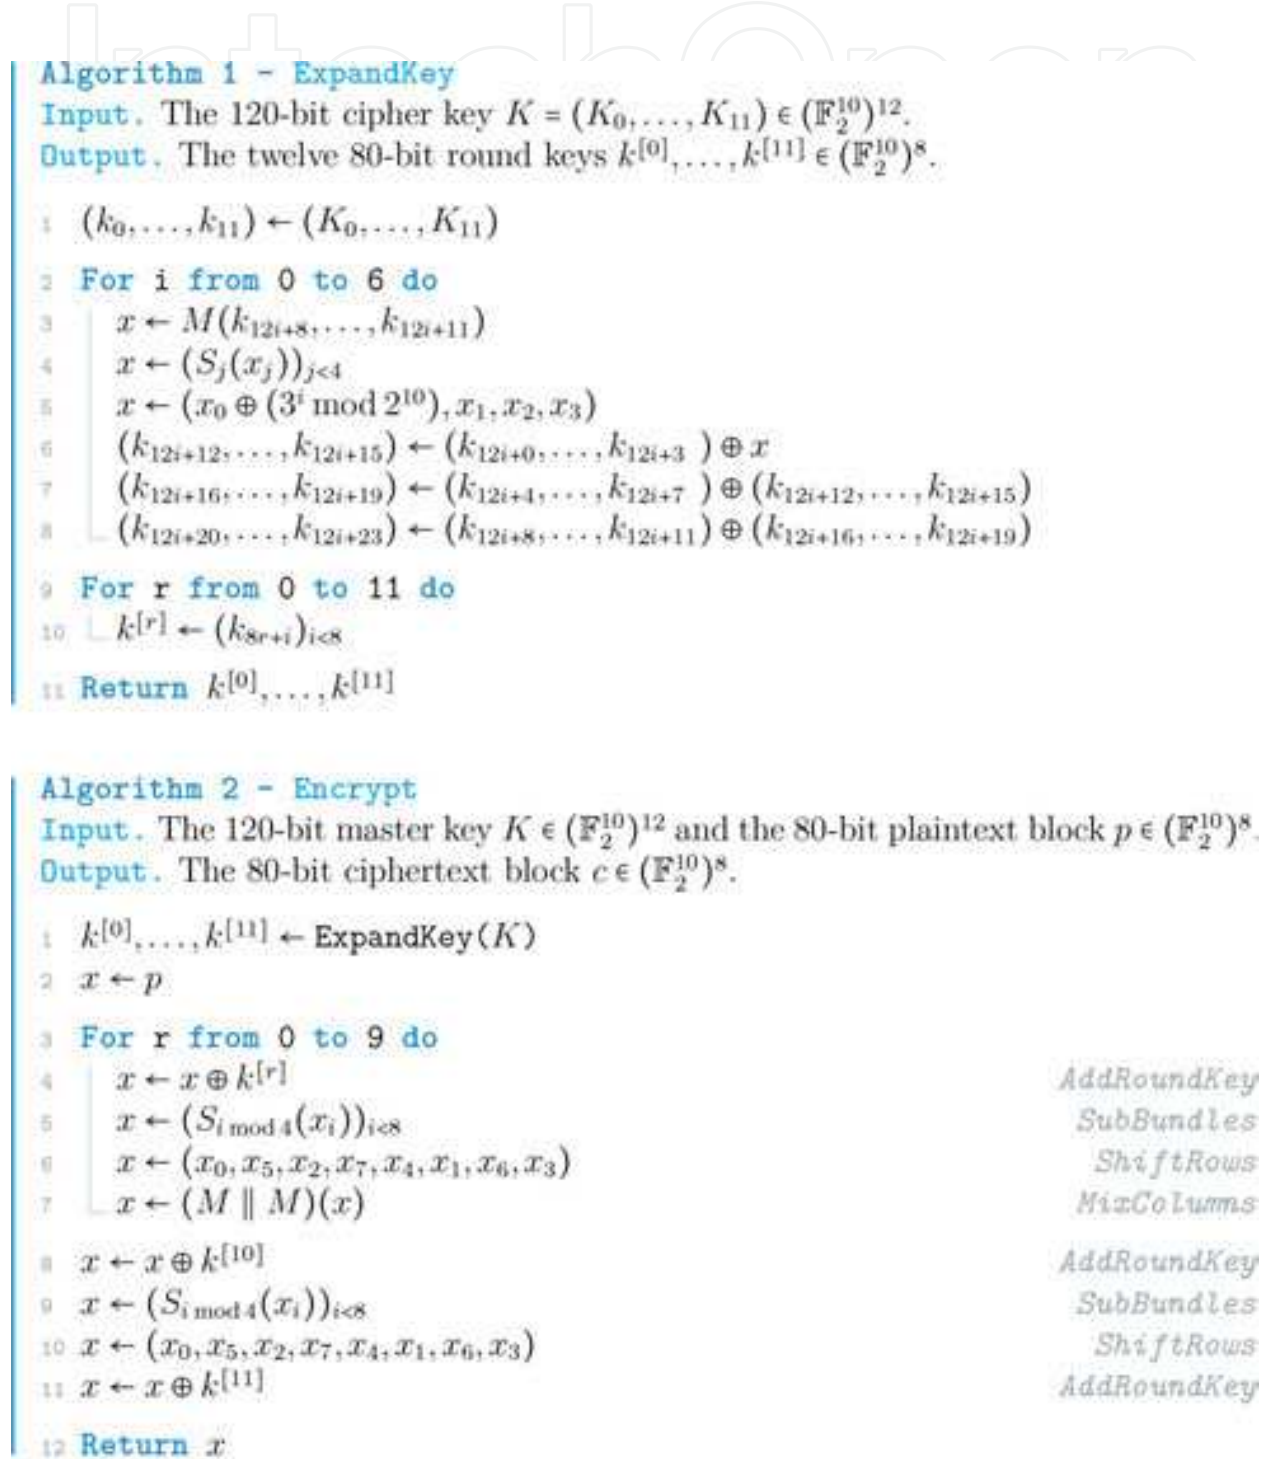 IntechOpen
Algorithm 1 - ExpandKey
Input. The 120-bit cipher key K = (K₀,...,K₁₁) ∈ (𝔽₂¹⁰)¹².
Output. The twelve 80-bit round keys k^[0],...,k^[11] ∈ (𝔽₂¹⁰)⁸.
1 (k₀,...,k₁₁) ← (K₀,...,K₁₁)
2 For i from 0 to 6 do
3 x ← M(k₁₂ᵢ₊₈,...,k₁₂ᵢ₊₁₁)
4 x ← (Sⱼ(xⱼ))ⱼ<₄
5 x ← (x₀ ⊕ (3ⁱ mod 2¹⁰), x₁, x₂, x₃)
6 (k₁₂ᵢ₊₁₂,...,k₁₂ᵢ₊₁₅) ← (k₁₂ᵢ₊₀,...,k₁₂ᵢ₊₃ ) ⊕ x
7 (k₁₂ᵢ₊₁₆,...,k₁₂ᵢ₊₁₉) ← (k₁₂ᵢ₊₄,...,k₁₂ᵢ₊₇ ) ⊕ (k₁₂ᵢ₊₁₂,...,k₁₂ᵢ₊₁₅)
8 (k₁₂ᵢ₊₂₀,...,k₁₂ᵢ₊₂₃) ← (k₁₂ᵢ₊₈,...,k₁₂ᵢ₊₁₁) ⊕ (k₁₂ᵢ₊₁₆,...,k₁₂ᵢ₊₁₉)
9 For r from 0 to 11 do
10 k^[r] ← (k₈ᵣ₊ᵢ)ᵢ<₈
11 Return k^[0],...,k^[11]
Algorithm 2 - Encrypt
Input. The 120-bit master key K ∈ (𝔽₂¹⁰)¹² and the 80-bit plaintext block p ∈ (𝔽₂¹⁰)⁸.
Output. The 80-bit ciphertext block c ∈ (𝔽₂¹⁰)⁸.
1 k^[0],...,k^[11] ← ExpandKey(K)
2 x ← p
3 For r from 0 to 9 do
4 x ← x ⊕ k^[r] AddRoundKey
5 x ← (Sᵢ mod ₄(xᵢ))ᵢ<₈ SubBundles
6 x ← (x₀, x₅, x₂, x₇, x₄, x₁, x₆, x₃) ShiftRows
7 x ← (M ∥ M)(x) MixColumns
8 x ← x ⊕ k^[10] AddRoundKey
9 x ← (Sᵢ mod ₄(xᵢ))ᵢ<₈ SubBundles
10 x ← (x₀, x₅, x₂, x₇, x₄, x₁, x₆, x₃) ShiftRows
11 x ← x ⊕ k^[11] AddRoundKey
12 Return x